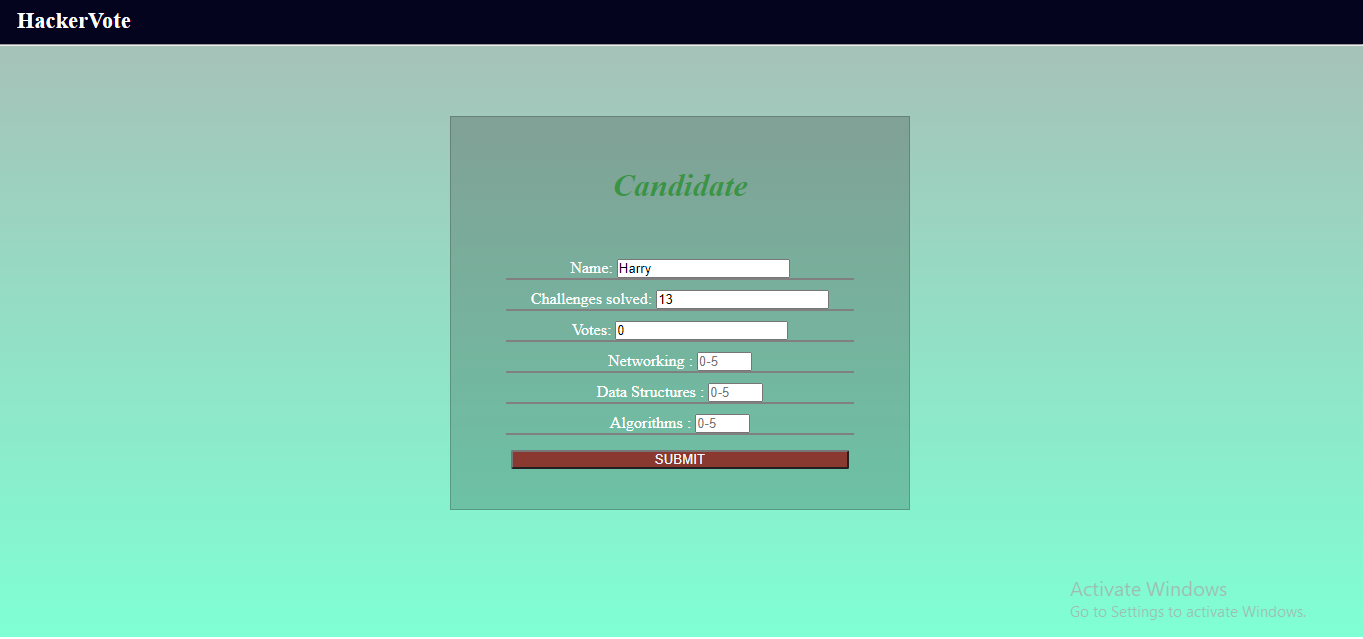 HackerVote
Candidate
Name: Harry
Challenges solved: 13
Votes: 0
Networking : 0-5
Data Structures : 0-5
Algorithms : 0-5
SUBMIT
Activate Windows
Go to Settings to activate Windows.